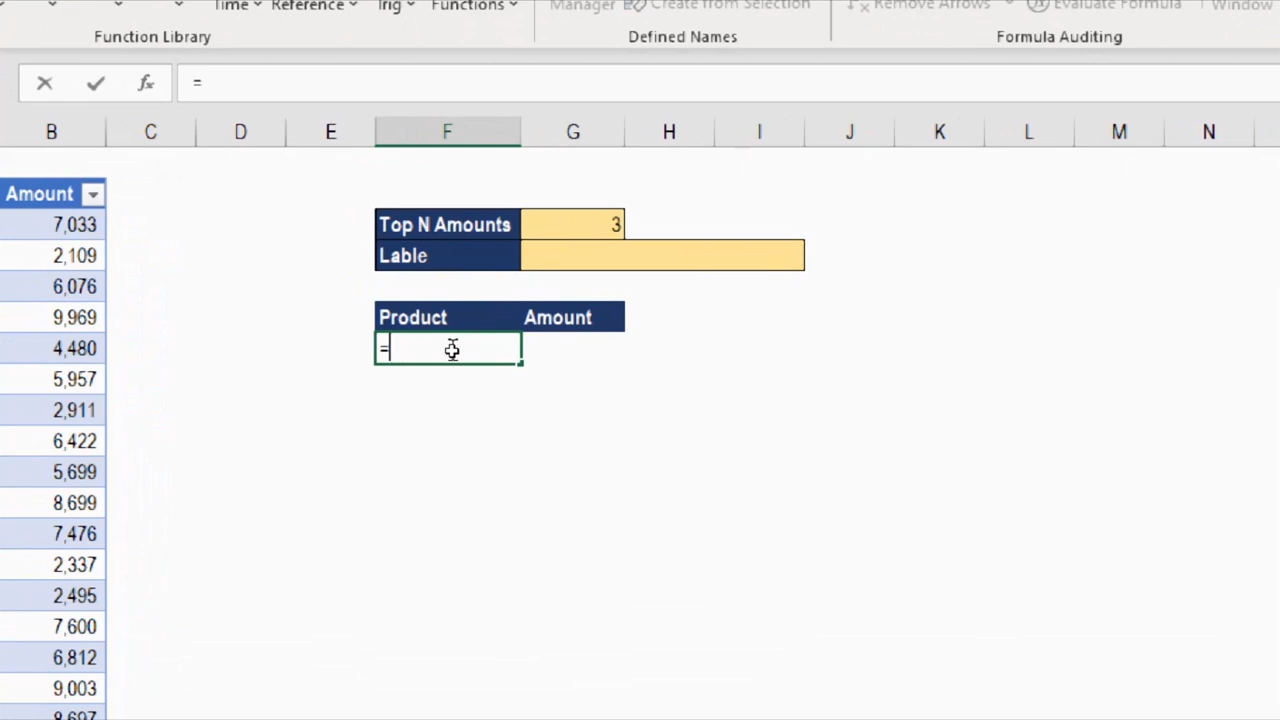 Time Reference Trig Functions Manager Create from Selection Remove Arrows Evaluate Formula Window
Function Library Defined Names Formula Auditing
fx =
B C D E F G H I J K L M N
Amount
7,033 Top N Amounts 3
2,109 Lable
6,076
9,969 Product Amount
4,480 =
5,957
2,911
6,422
5,699
8,699
7,476
2,337
2,495
7,600
6,812
9,003
8,697